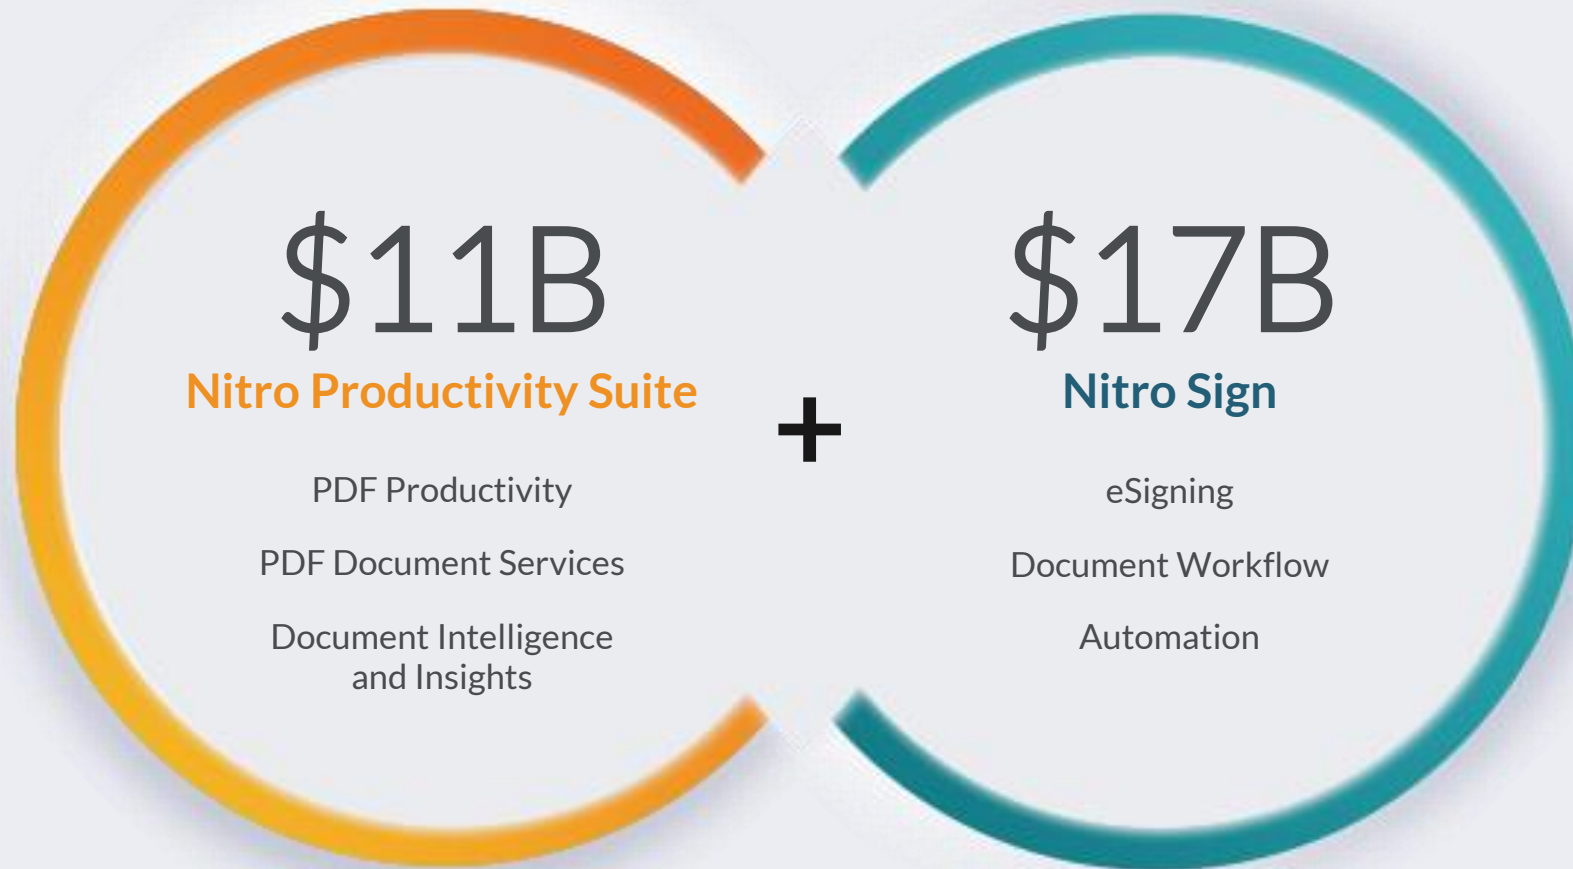 $11B
Nitro Productivity Suite
PDF Productivity
PDF Document Services
Document Intelligence
and Insights
+
$17B
Nitro Sign
eSigning
Document Workflow
Automation